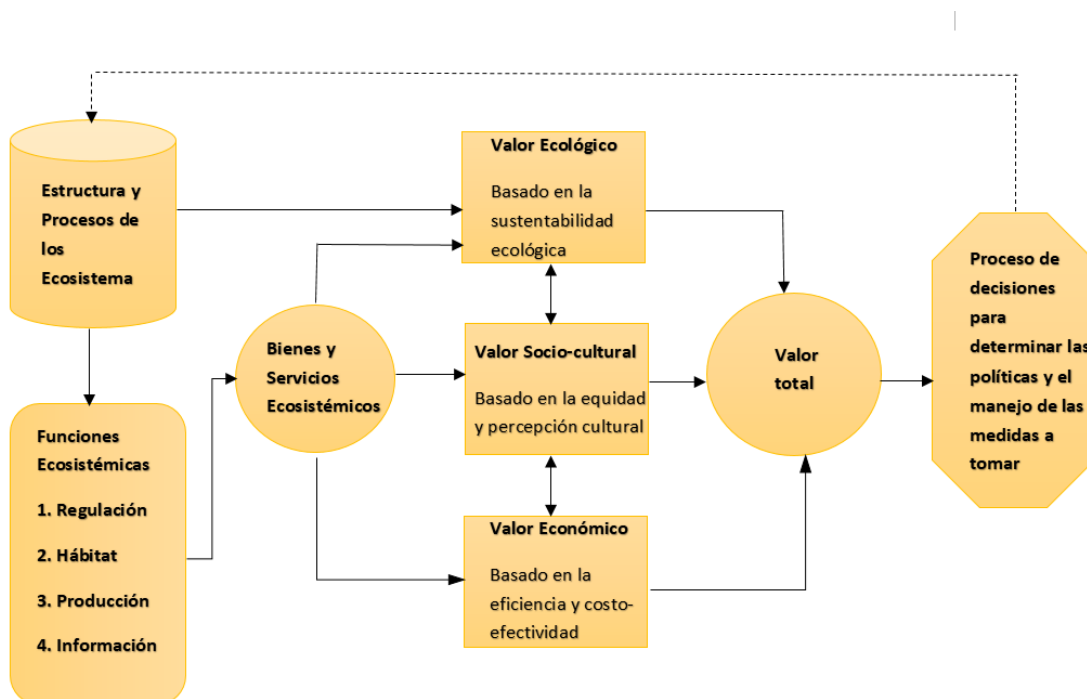 Estructura y
Procesos de
los
Ecosistema
Funciones
Ecosistémicas
1. Regulación
2. Hábitat
3. Producción
4. Información
Bienes y
Servicios
Ecosistémicos
Valor Ecológico
Basado en la
sustentabilidad
ecológica
Valor Socio-cultural
Basado en la equidad
y percepción cultural
Valor Económico
Basado en la
eficiencia y costo-
efectividad
Valor
total
Proceso de
decisiones
para
determinar las
políticas y el
manejo de las
medidas a
tomar